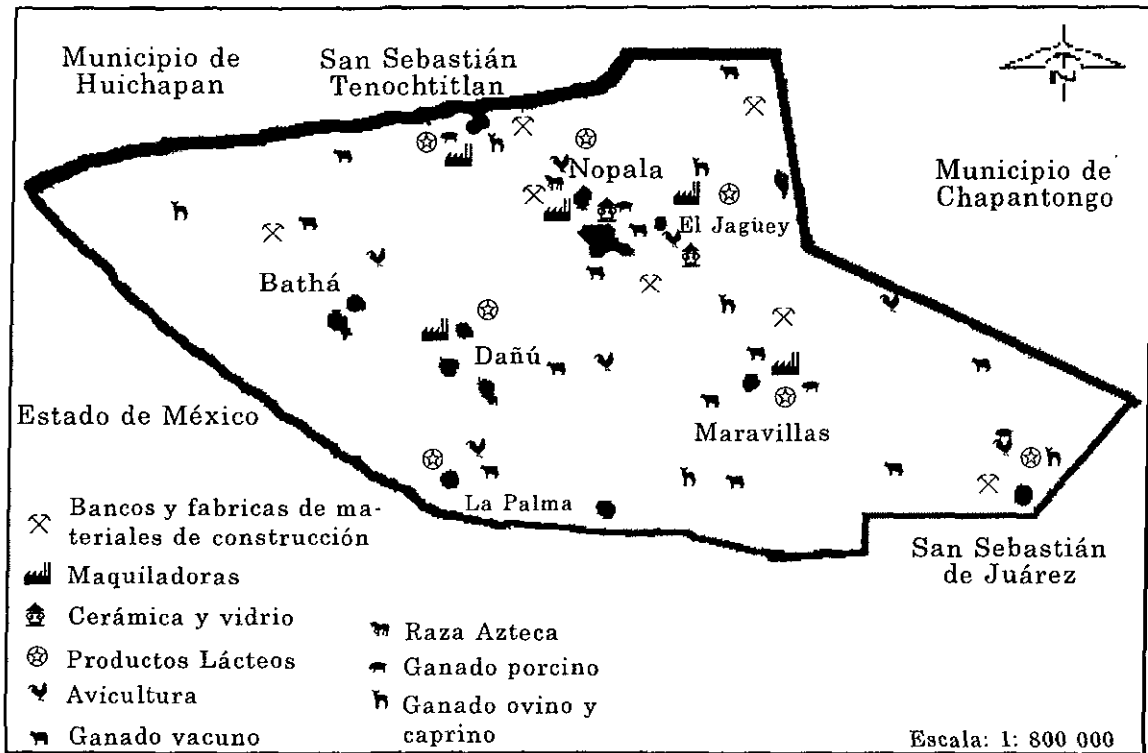 Municipio de
Huichapan
San Sebastián
Tenochtitlan
N
Municipio de
Chapantongo
Nopala
El Jagüey
Bathá
Dañú
Estado de México
Maravillas
La Palma
San Sebastián
de Juárez
Bancos y fabricas de ma-
teriales de construcción
Maquiladoras
Cerámica y vidrio
Productos Lácteos
Avicultura
Ganado vacuno
Raza Azteca
Ganado porcino
Ganado ovino y
caprino
Escala: 1: 800 000